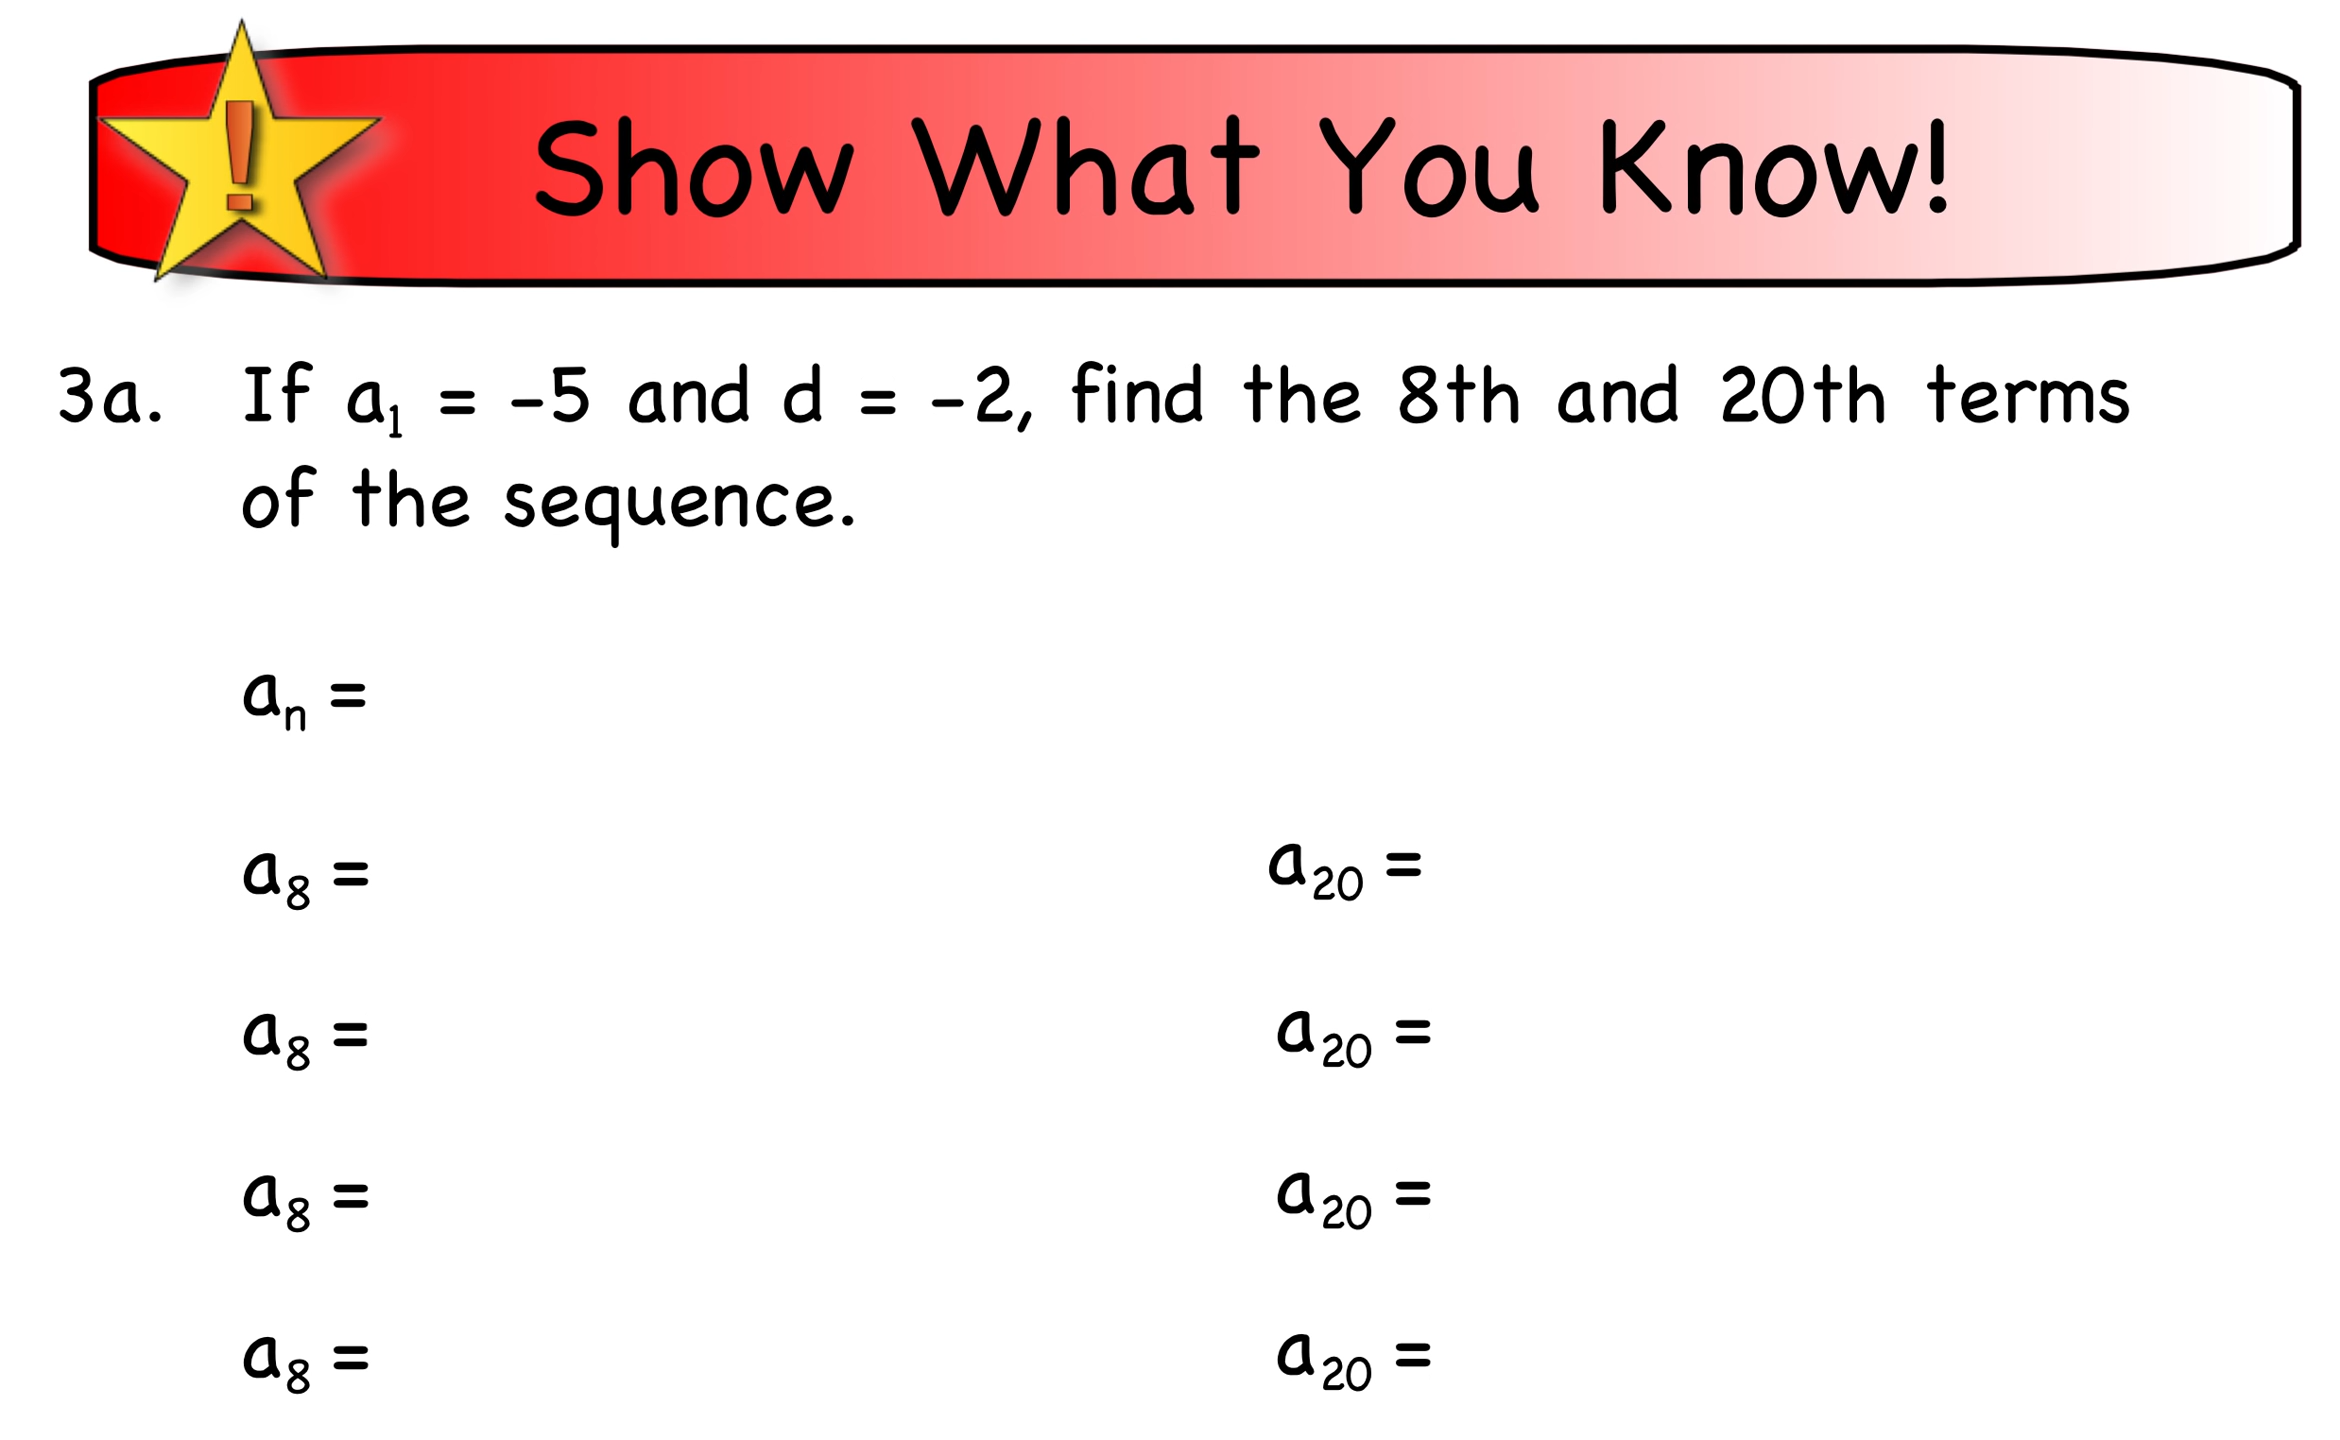 !
Show What You Know!
3a. If a₁ = -5 and d = -2, find the 8th and 20th terms
of the sequence.
aₙ =
a₈ =
a₂₀ =
a₈ =
a₂₀ =
a₈ =
a₂₀ =
a₈ =
a₂₀ =